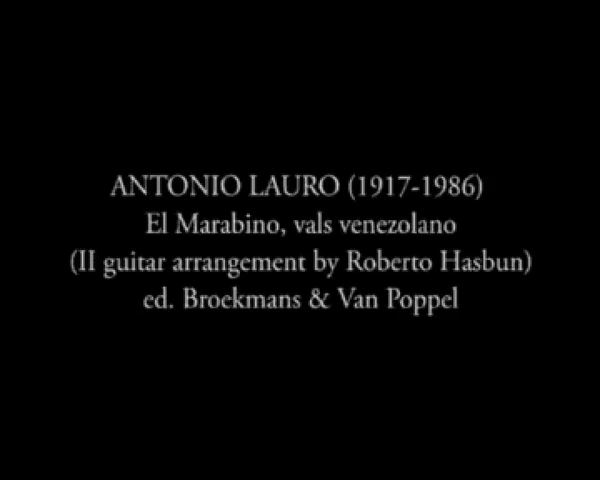 ANTONIO LAURO (1917-1986)
El Marabino, vals venezolano
(II guitar arrangement by Roberto Hasbun)
ed. Broekmans & Van Poppel